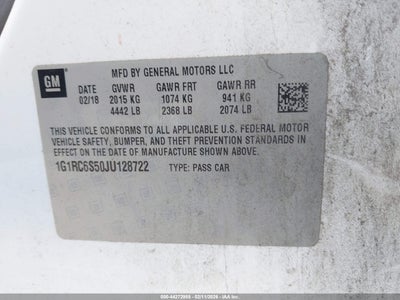 GM
MFD BY GENERAL MOTORS LLC
02/18 GVWR GAWR FRT GAWR RR
2015 KG 1074 KG 941 KG
4442 LB 2368 LB 2074 LB
THIS VEHICLE CONFORMS TO ALL APPLICABLE U.S. FEDERAL MOTOR
VEHICLE SAFETY, BUMPER, AND THEFT PREVENTION STANDARDS IN
EFFECT ON THE DATE OF MANUFACTURE SHOWN ABOVE.
1G1RC6S50JU128722 TYPE: PASS CAR